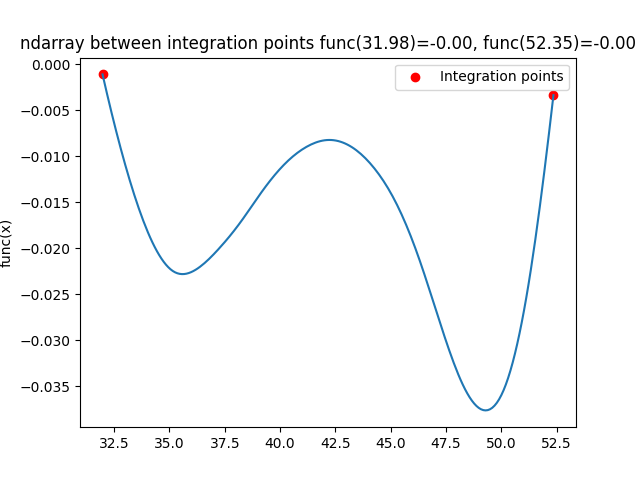 ndarray between integration points func(31.98)=-0.00, func(52.35)=-0.00
Integration points
func(x)
0.000
−0.005
−0.010
−0.015
−0.020
−0.025
−0.030
−0.035
32.5 35.0 37.5 40.0 42.5 45.0 47.5 50.0 52.5